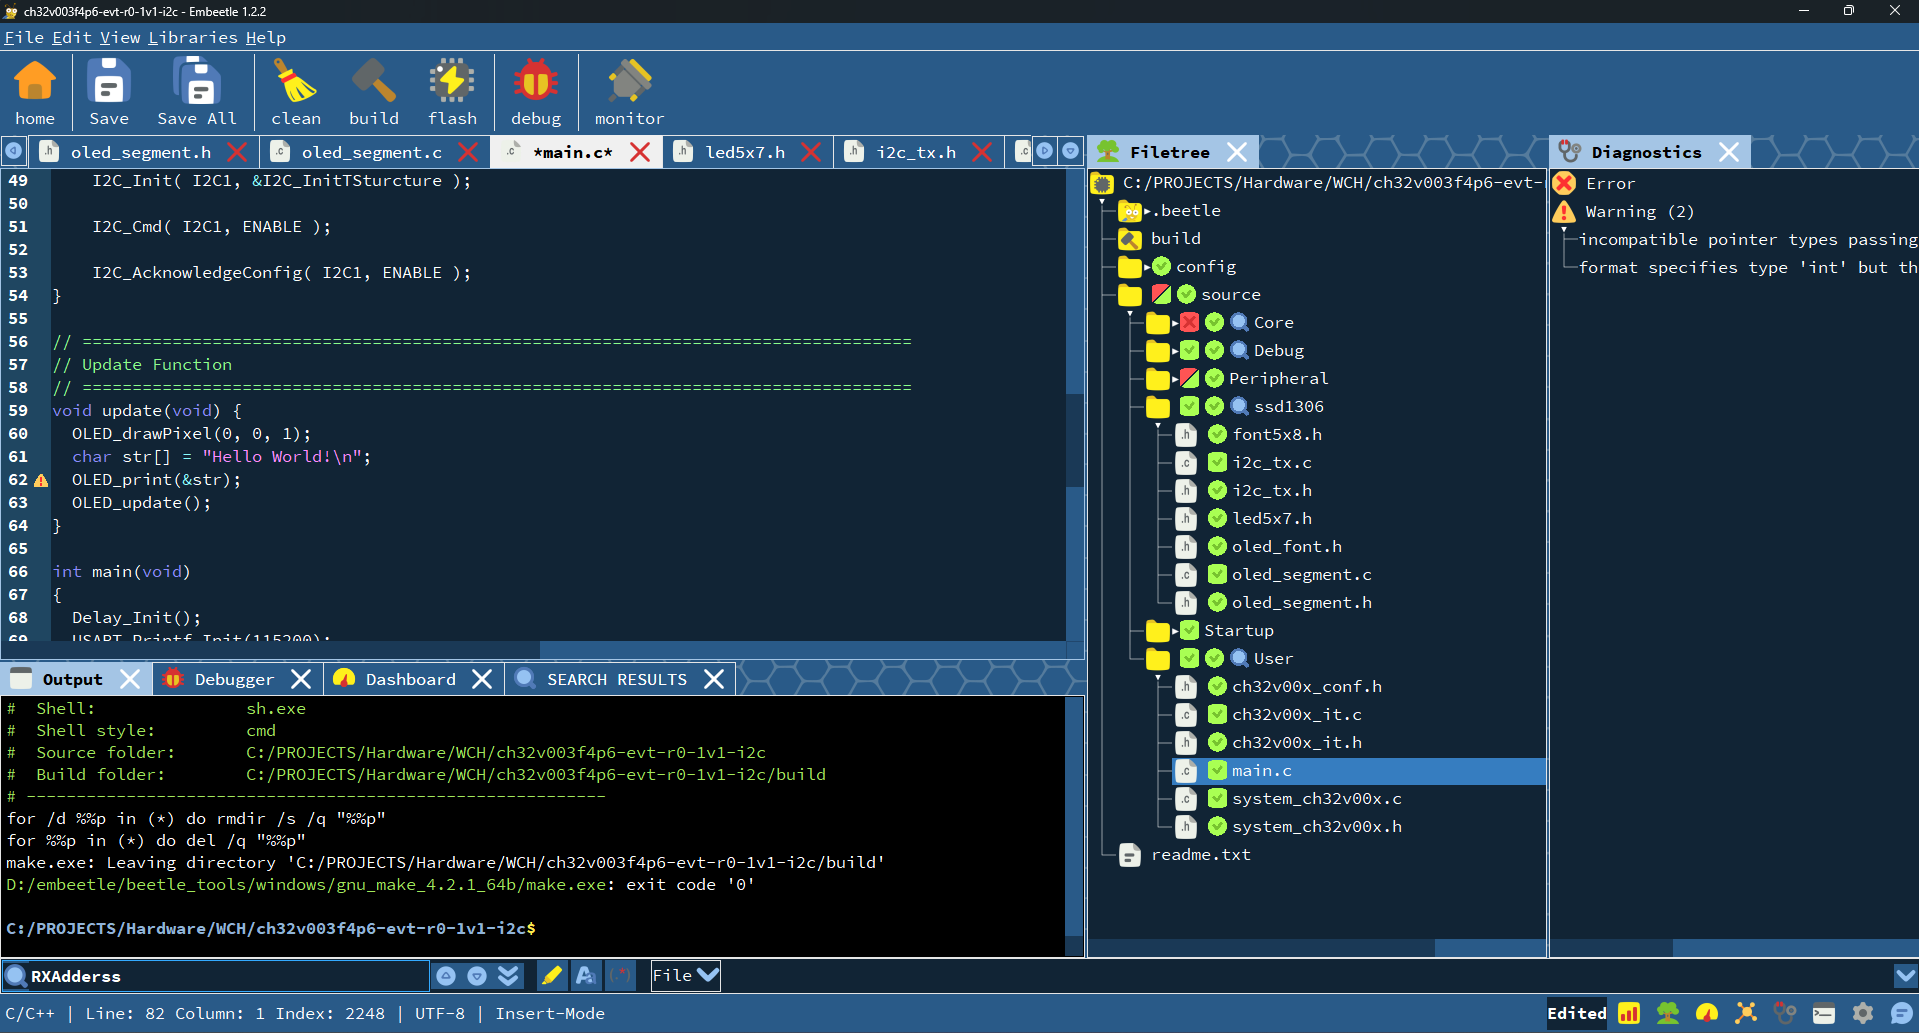 ch32v003f4p6-evt-r0-1v1-i2c - Embeetle 1.2.2
File Edit View Libraries Help
home Save Save All clean build flash debug monitor
oled_segment.h oled_segment.c *main.c* led5x7.h i2c_tx.h
49 I2C_Init( I2C1, &I2C_InitTSturcture );
50
51 I2C_Cmd( I2C1, ENABLE );
52
53 I2C_AcknowledgeConfig( I2C1, ENABLE );
54 }
55
56 // ===================================================================================
57 // Update Function
58 // ===================================================================================
59 void update(void) {
60 OLED_drawPixel(0, 0, 1);
61 char str[] = "Hello World!\n";
62 OLED_print(&str);
63 OLED_update();
64 }
65
66 int main(void)
67 {
68 Delay_Init();
69 USART_Printf_Init(115200);
Output Debugger Dashboard SEARCH RESULTS
# Shell: sh.exe
# Shell style: cmd
# Source folder: C:/PROJECTS/Hardware/WCH/ch32v003f4p6-evt-r0-1v1-i2c
# Build folder: C:/PROJECTS/Hardware/WCH/ch32v003f4p6-evt-r0-1v1-i2c/build
# ----------------------------------------------------------
for /d %%p in (*) do rmdir /s /q "%%p"
for %%p in (*) do del /q "%%p"
make.exe: Leaving directory 'C:/PROJECTS/Hardware/WCH/ch32v003f4p6-evt-r0-1v1-i2c/build'
D:/embeetle/beetle_tools/windows/gnu_make_4.2.1_64b/make.exe: exit code '0'
C:/PROJECTS/Hardware/WCH/ch32v003f4p6-evt-r0-1v1-i2c$
Filetree
C:/PROJECTS/Hardware/WCH/ch32v003f4p6-evt-
.beetle
build
config
source
Core
Debug
Peripheral
ssd1306
.h font5x8.h
.c i2c_tx.c
.h i2c_tx.h
.h led5x7.h
.h oled_font.h
.c oled_segment.c
.h oled_segment.h
Startup
User
.h ch32v00x_conf.h
.c ch32v00x_it.c
.h ch32v00x_it.h
.c main.c
.c system_ch32v00x.c
.h system_ch32v00x.h
readme.txt
Diagnostics
Error
Warning (2)
incompatible pointer types passing
format specifies type 'int' but th
RXAdderss File
C/C++ | Line: 82 Column: 1 Index: 2248 | UTF-8 | Insert-Mode
Edited